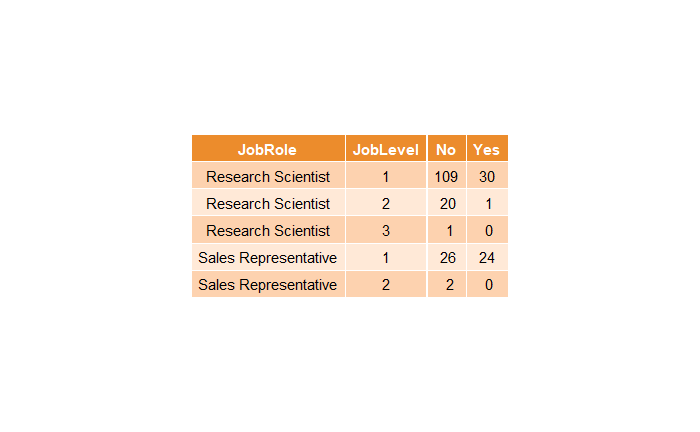 JobRole JobLevel No Yes
Research Scientist 1 109 30
Research Scientist 2 20 1
Research Scientist 3 1 0
Sales Representative 1 26 24
Sales Representative 2 2 0